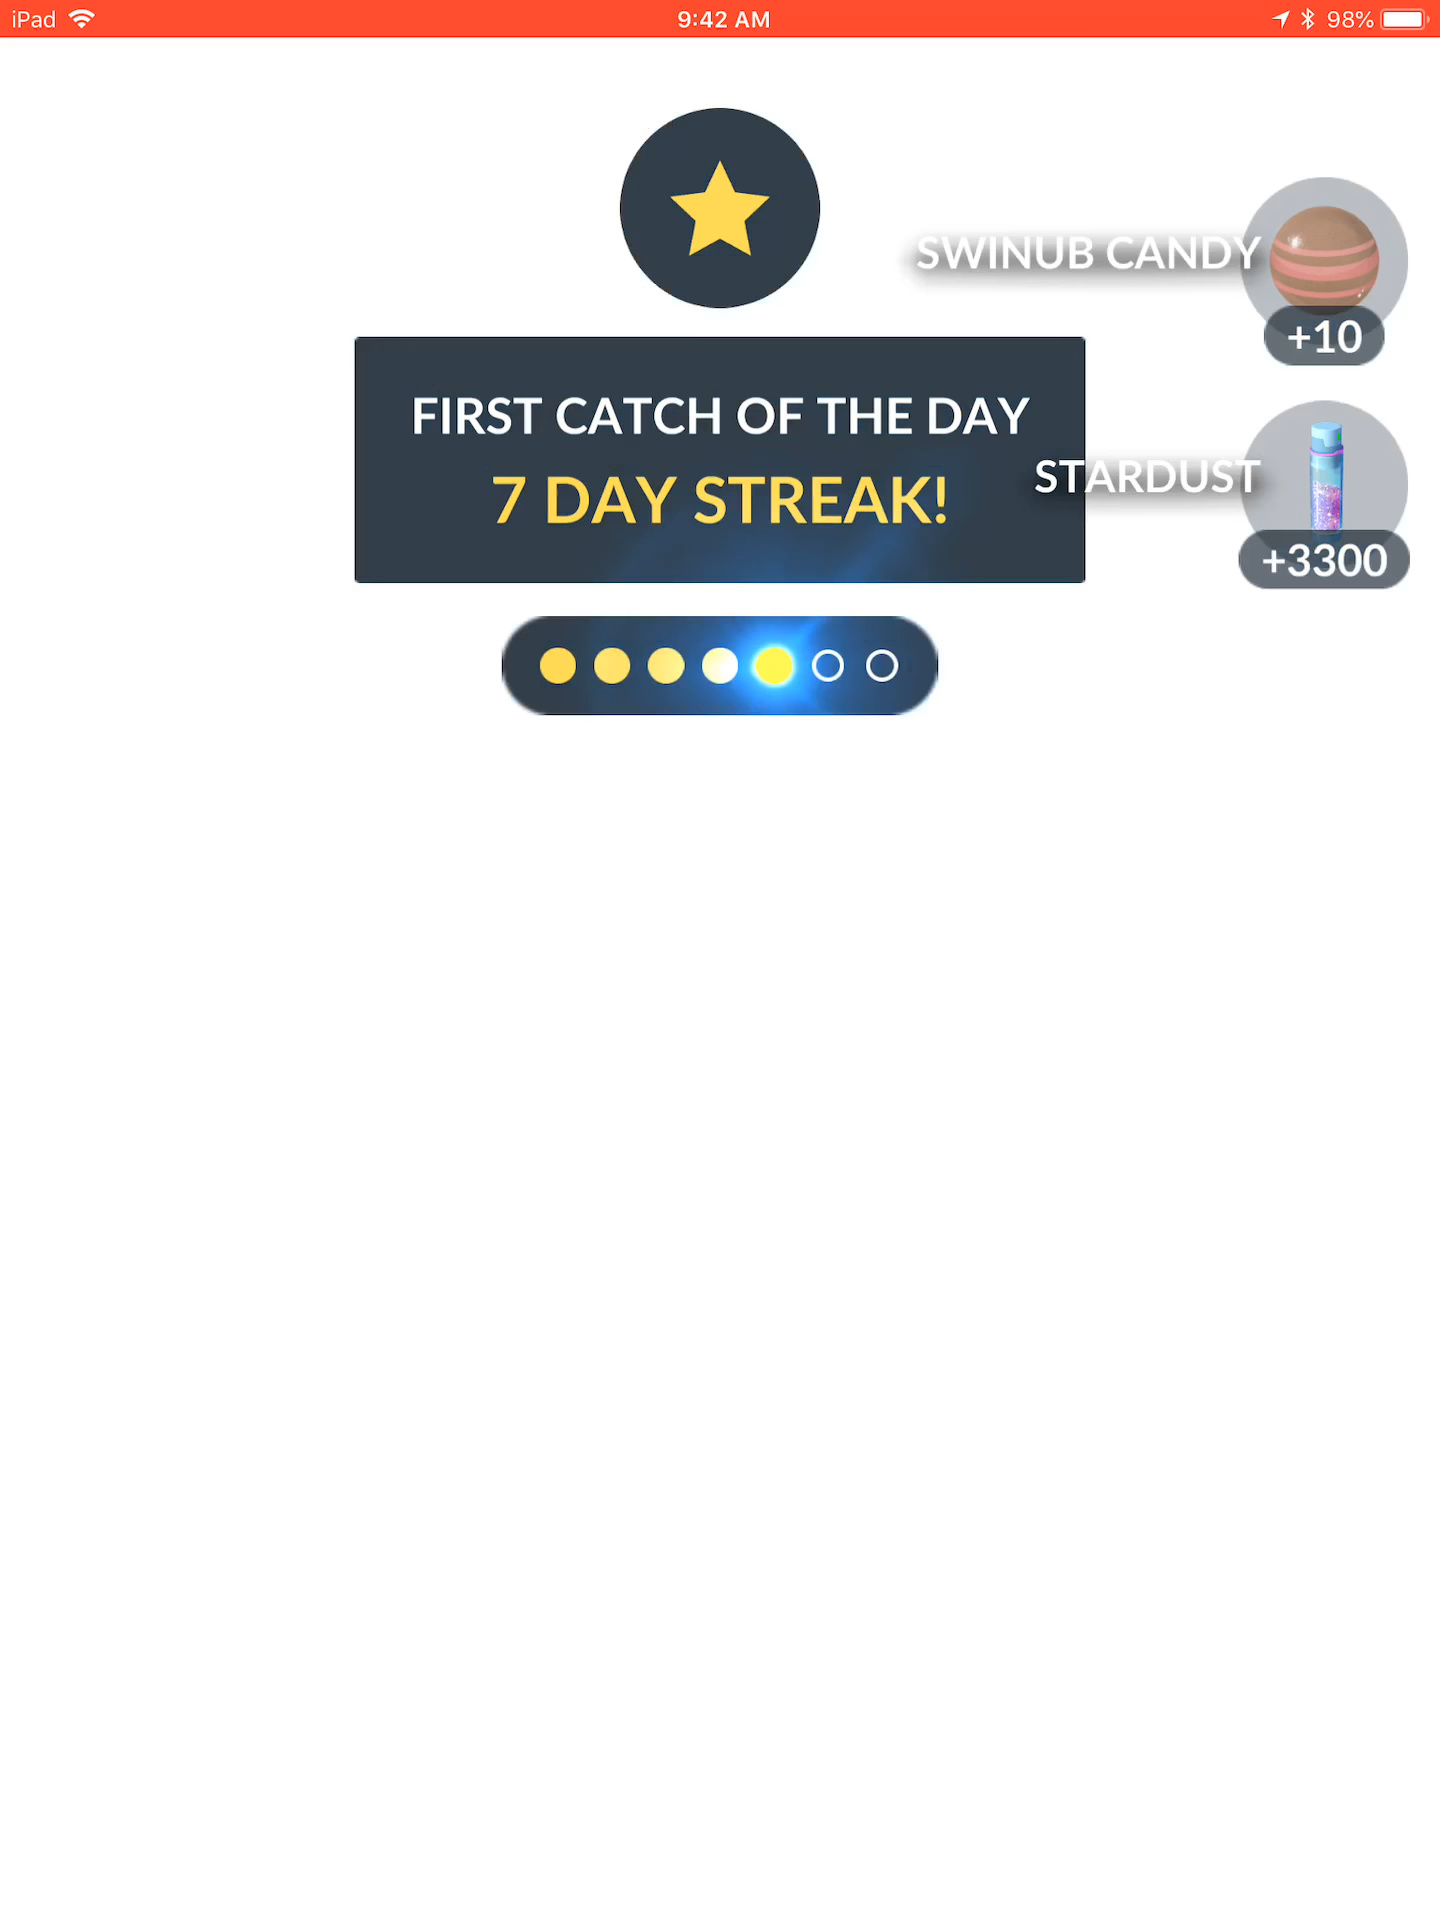 iPad 9:42 AM 98%
SWINUB CANDY
+10
FIRST CATCH OF THE DAY
7 DAY STREAK!
STARDUST
+3300